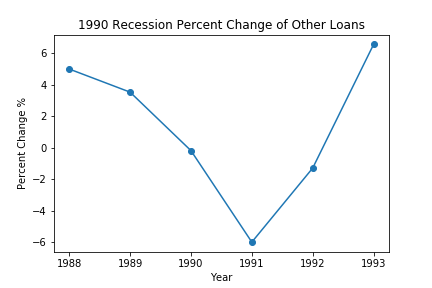 1990 Recession Percent Change of Other Loans
Percent Change %
6
4
2
0
−2
−4
−6
1988 1989 1990 1991 1992 1993
Year